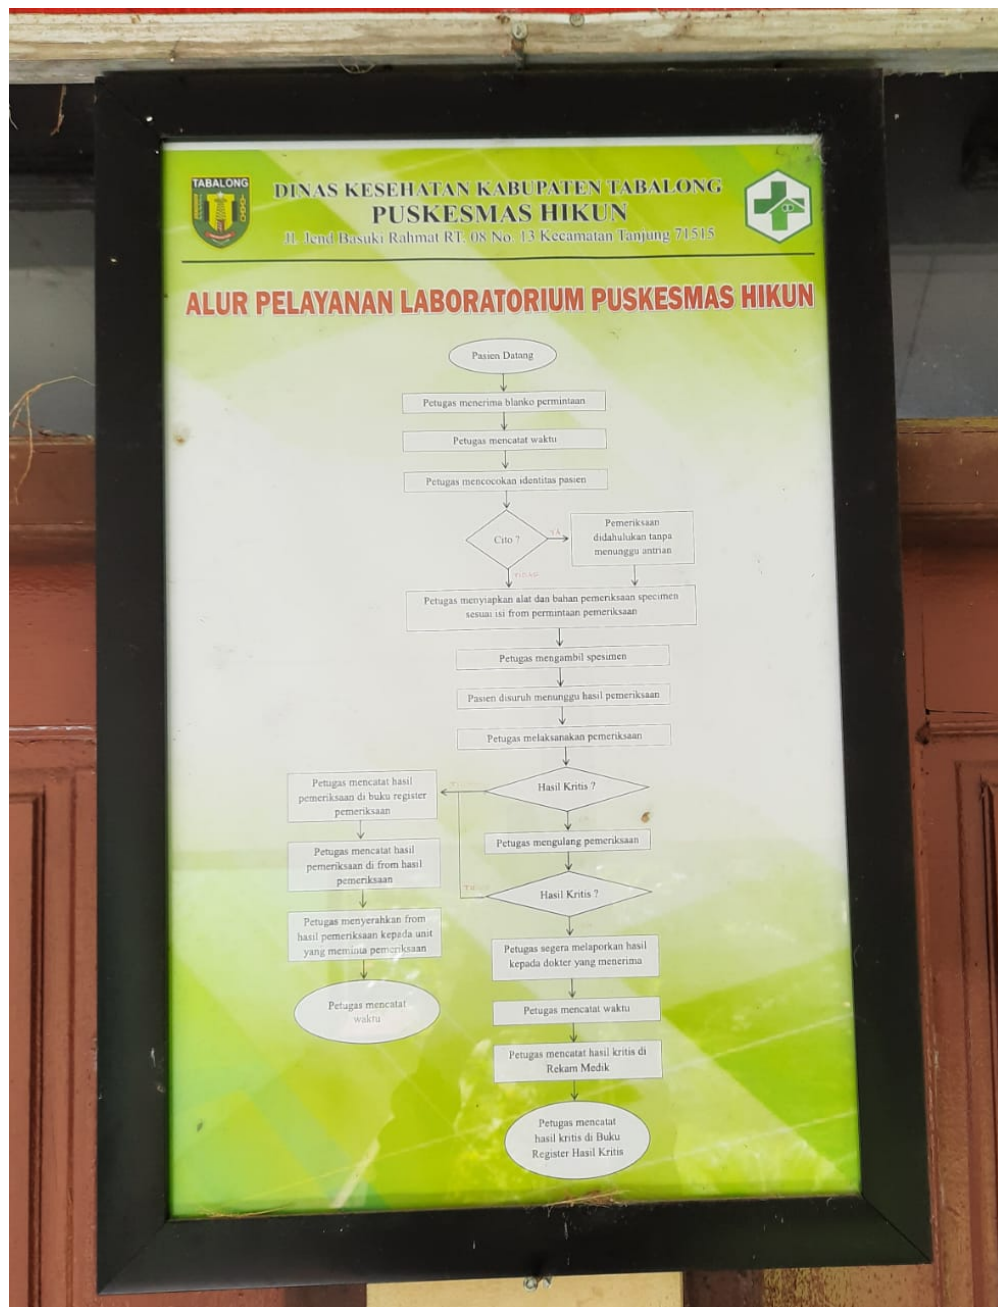 TABALONG
DINAS KESEHATAN KABUPATEN TABALONG
PUSKESMAS HIKUN
Jl. Jend Basuki Rahmat RT. 08 No. 13 Kecamatan Tanjung 71515
ALUR PELAYANAN LABORATORIUM PUSKESMAS HIKUN
Pasien Datang
Petugas menerima blanko permintaan
Petugas mencatat waktu
Petugas mencocokan identitas pasien
Cito ?
YA
Pemeriksaan
didahulukan tanpa
menunggu antrian
TIDAK
Petugas menyiapkan alat dan bahan pemeriksaan specimen
sesuai isi from permintaan pemeriksaan
Petugas mengambil spesimen
Pasien disuruh menunggu hasil pemeriksaan
Petugas melaksanakan pemeriksaan
Hasil Kritis ?
Petugas mengulang pemeriksaan
Hasil Kritis ?
Petugas segera melaporkan hasil
kepada dokter yang menerima
Petugas mencatat waktu
Petugas mencatat hasil kritis di
Rekam Medik
Petugas mencatat
hasil kritis di Buku
Register Hasil Kritis
Petugas mencatat hasil
pemeriksaan di buku register
pemeriksaan
Petugas mencatat hasil
pemeriksaan di from hasil
pemeriksaan
Petugas menyerahkan from
hasil pemeriksaan kepada unit
yang meminta pemeriksaan
Petugas mencatat
waktu